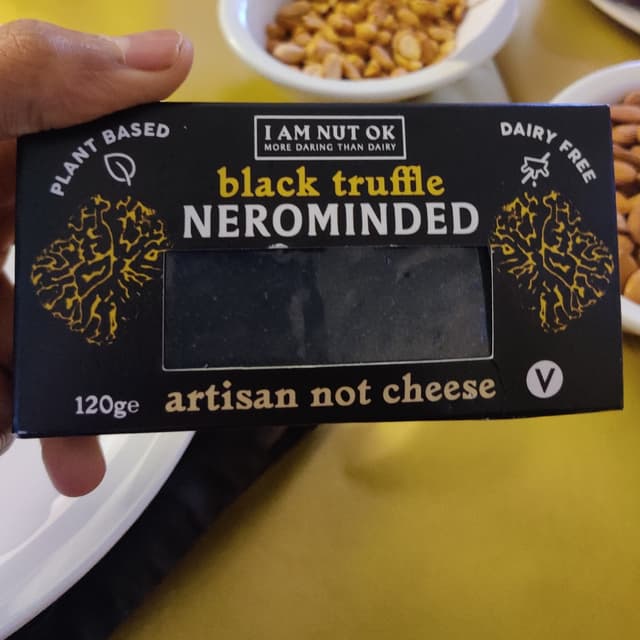 PLANT BASED
I AM NUT OK
MORE DARING THAN DAIRY
DAIRY FREE
black truffle
NEROMINDED
120ge
artisan not cheese
V